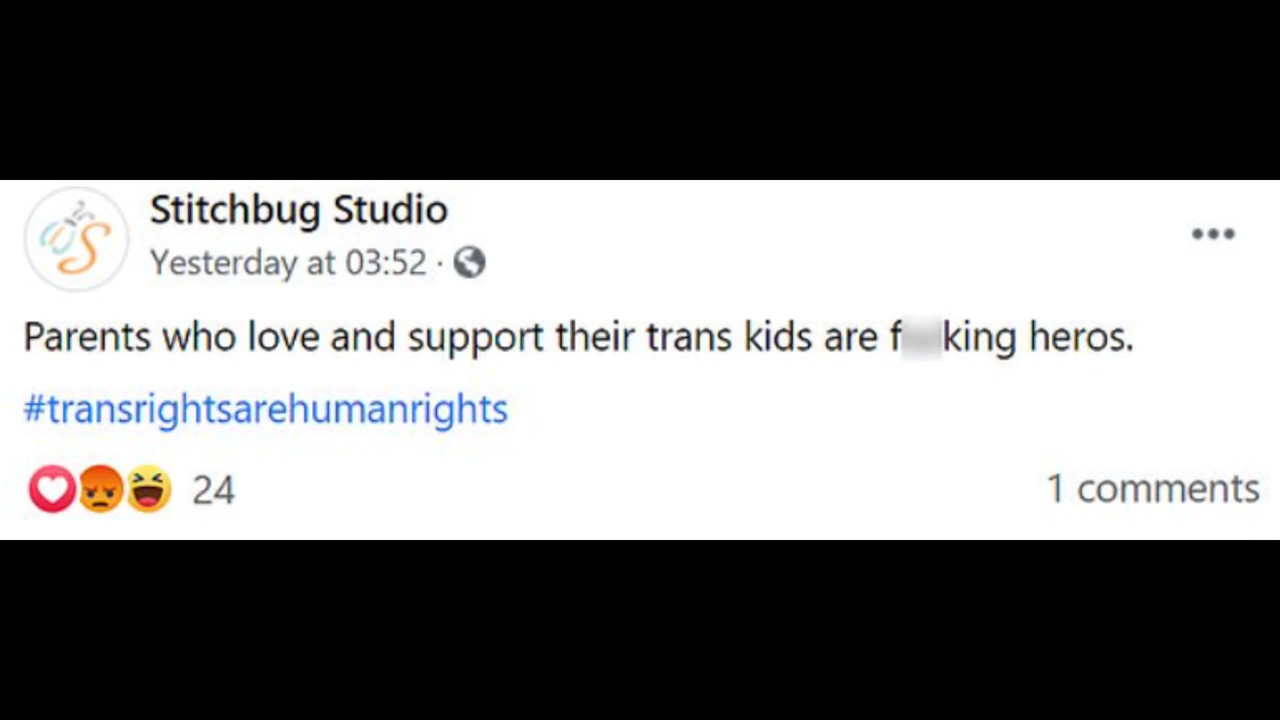 Stitchbug Studio
Yesterday at 03:52 ·
Parents who love and support their trans kids are f king heros.
#transrightsarehumanrights
24
1 comments